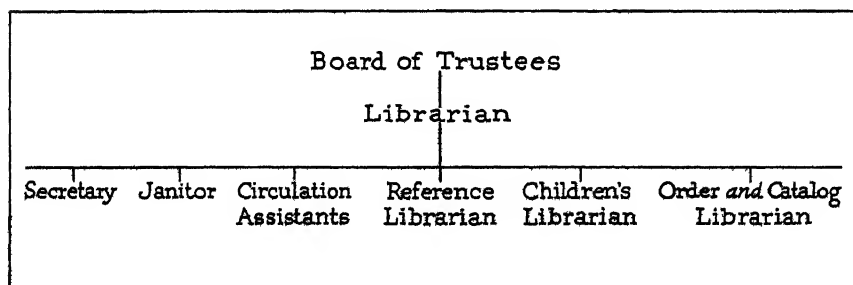 Board of Trustees
Librarian
Secretary Janitor Circulation Reference Children's Order and Catalog
Assistants Librarian Librarian Librarian